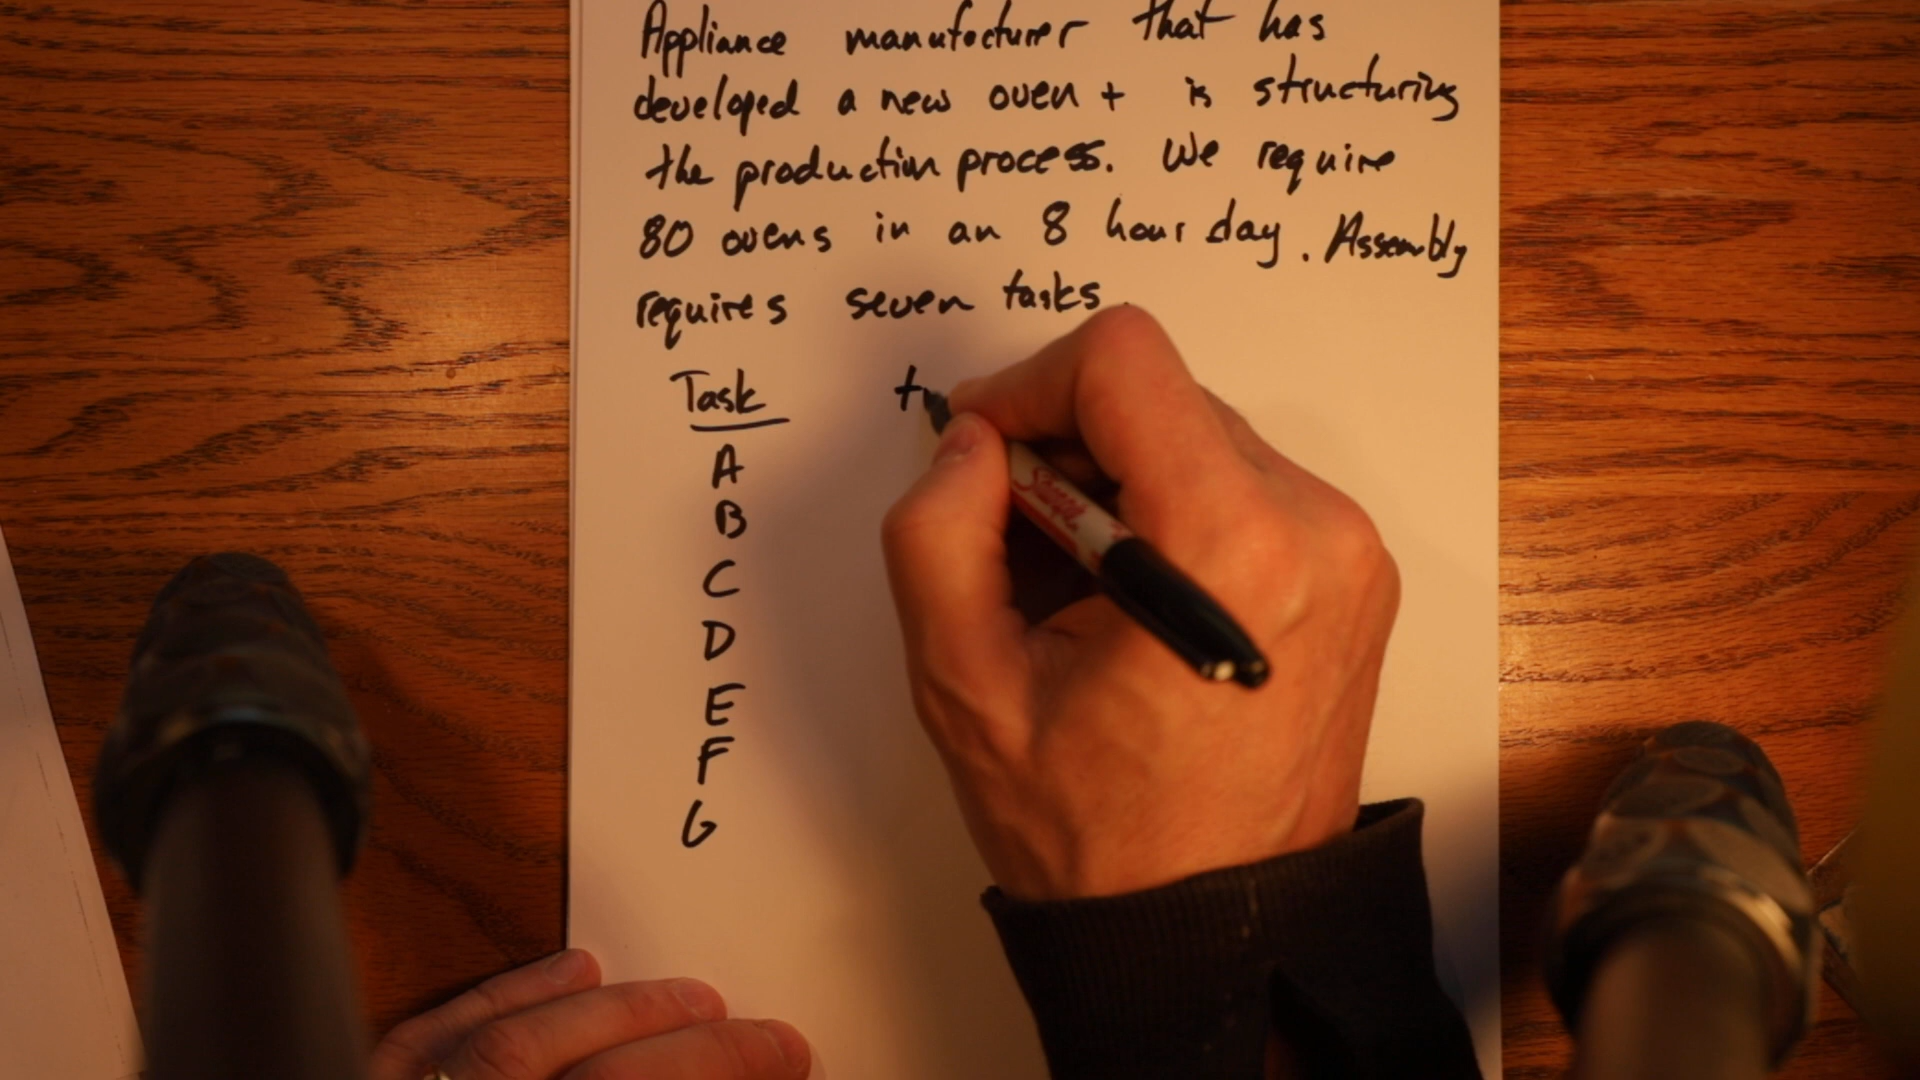 Appliance manufacturer that has
developed a new oven + is structuring
the production process. We require
80 ovens in an 8 hour day. Assembly
requires seven tasks.
Task
A
B
C
D
E
F
G
Sharpie